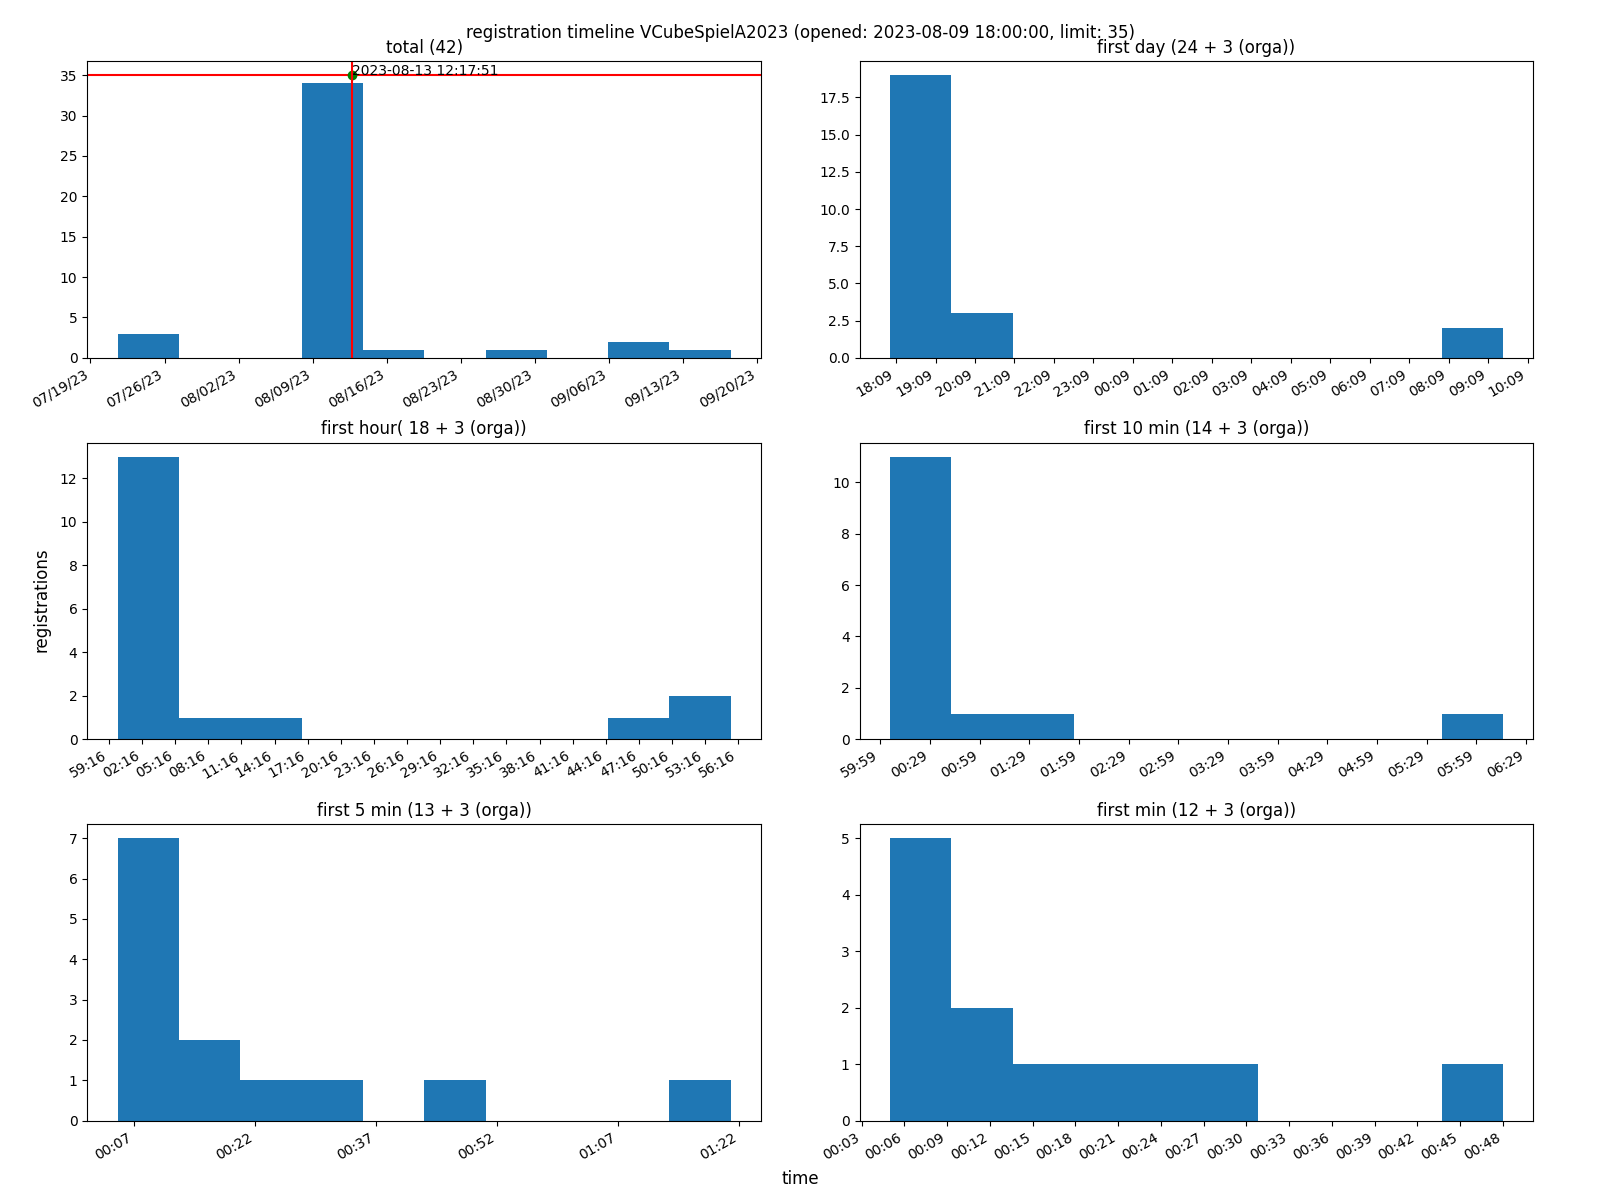 registration timeline VCubeSpielA2023 (opened: 2023-08-09 18:00:00, limit: 35)
total (42)
2023-08-13 12:17:51
35
30
25
20
15
10
5
0
07/19/23 07/26/23 08/02/23 08/09/23 08/16/23 08/23/23 08/30/23 09/06/23 09/13/23 09/20/23
first day (24 + 3 (orga))
17.5
15.0
12.5
10.0
7.5
5.0
2.5
0.0
18:09 19:09 20:09 21:09 22:09 23:09 00:09 01:09 02:09 03:09 04:09 05:09 06:09 07:09 08:09 09:09 10:09
registrations
first hour( 18 + 3 (orga))
12
10
8
6
4
2
0
59:16 02:16 05:16 08:16 11:16 14:16 17:16 20:16 23:16 26:16 29:16 32:16 35:16 38:16 41:16 44:16 47:16 50:16 53:16 56:16
first 10 min (14 + 3 (orga))
10
8
6
4
2
0
59:59 00:29 00:59 01:29 01:59 02:29 02:59 03:29 03:59 04:29 04:59 05:29 05:59 06:29
first 5 min (13 + 3 (orga))
7
6
5
4
3
2
1
0
00:07 00:22 00:37 00:52 01:07 01:22
first min (12 + 3 (orga))
5
4
3
2
1
0
00:03 00:06 00:09 00:12 00:15 00:18 00:21 00:24 00:27 00:30 00:33 00:36 00:39 00:42 00:45 00:48
time